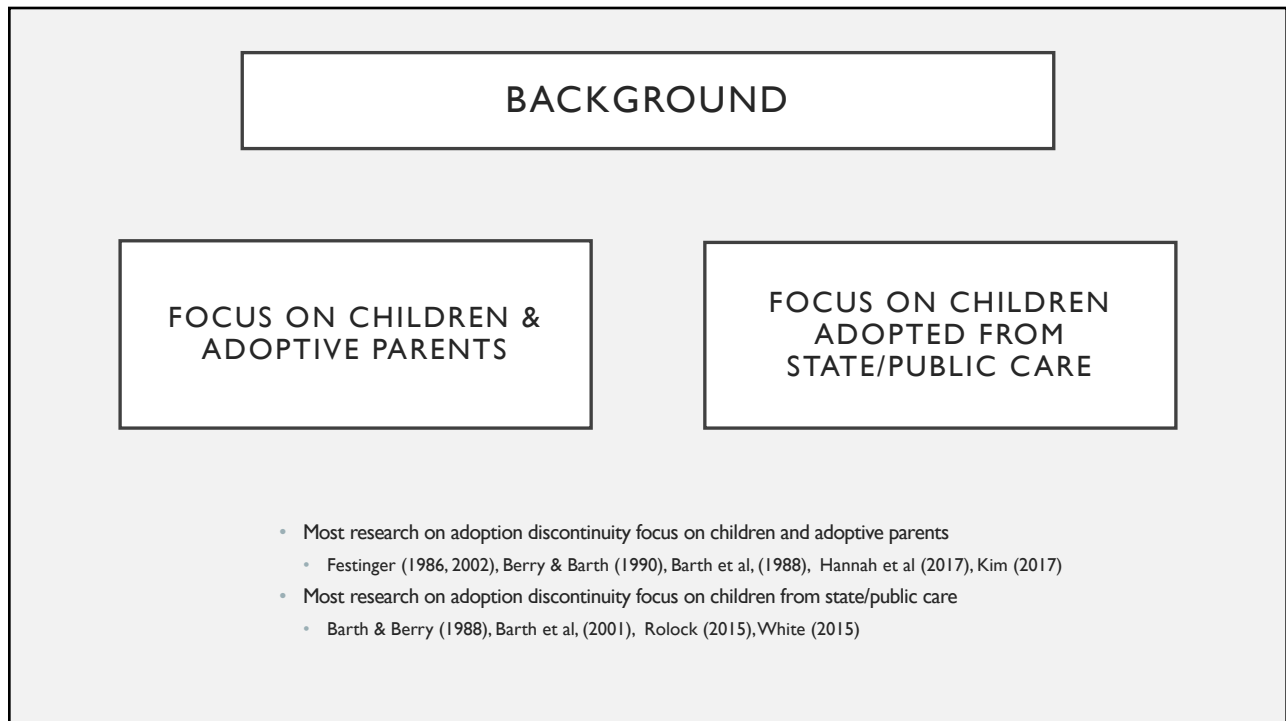 BACKGROUND
FOCUS ON CHILDREN &
ADOPTIVE PARENTS
FOCUS ON CHILDREN
ADOPTED FROM
STATE/PUBLIC CARE
• Most research on adoption discontinuity focus on children and adoptive parents
• Festinger (1986, 2002), Berry & Barth (1990), Barth et al, (1988), Hannah et al (2017), Kim (2017)
• Most research on adoption discontinuity focus on children from state/public care
• Barth & Berry (1988), Barth et al, (2001), Rolock (2015), White (2015)